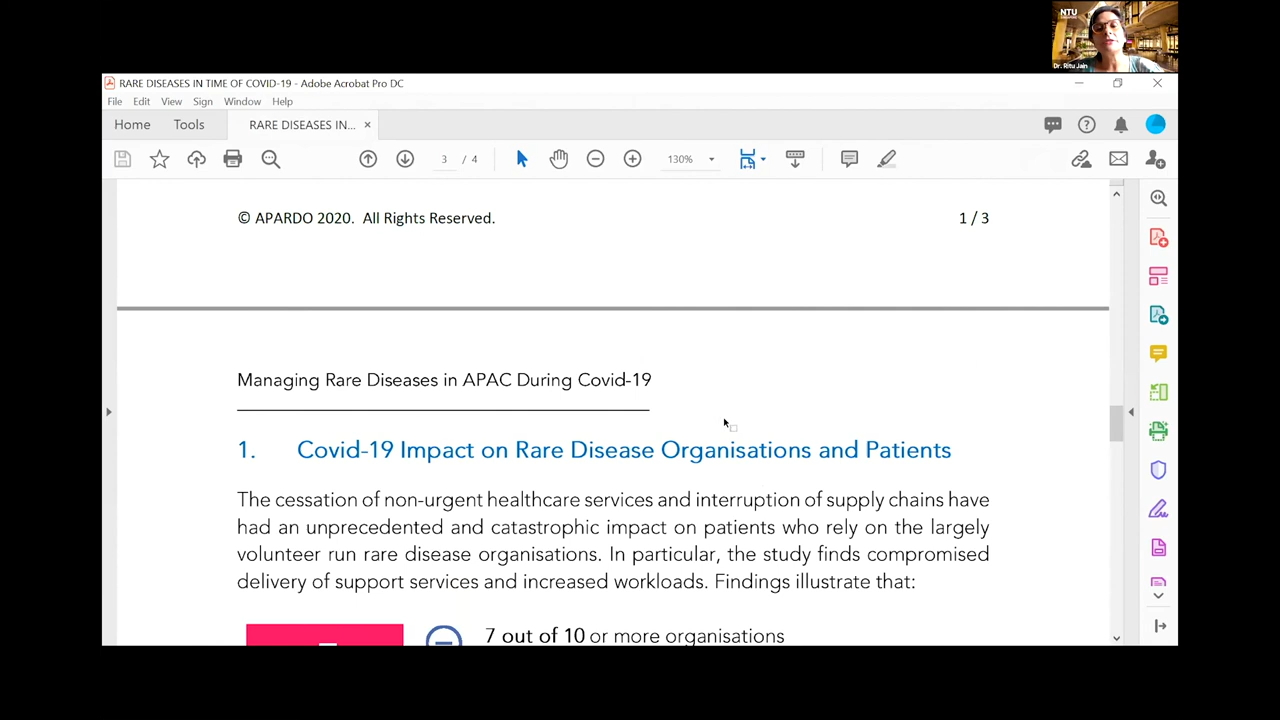 NTU
Dr. Ritu Jain
RARE DISEASES IN TIME OF COVID-19 - Adobe Acrobat Pro DC
File Edit View Sign Window Help
Home Tools RARE DISEASES IN... ×
3 / 4 130%
© APARDO 2020. All Rights Reserved. 1 / 3
Managing Rare Diseases in APAC During Covid-19
1. Covid-19 Impact on Rare Disease Organisations and Patients
The cessation of non-urgent healthcare services and interruption of supply chains have
had an unprecedented and catastrophic impact on patients who rely on the largely
volunteer run rare disease organisations. In particular, the study finds compromised
delivery of support services and increased workloads. Findings illustrate that:
7 out of 10 or more organisations